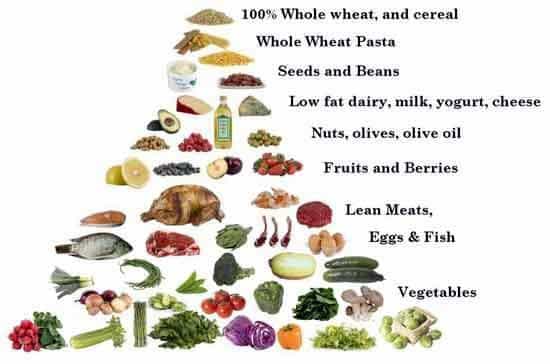 100% Whole wheat, and cereal
Whole Wheat Pasta
Seeds and Beans
Low fat dairy, milk, yogurt, cheese
Nuts, olives, olive oil
Fruits and Berries
Lean Meats,
Eggs & Fish
Vegetables